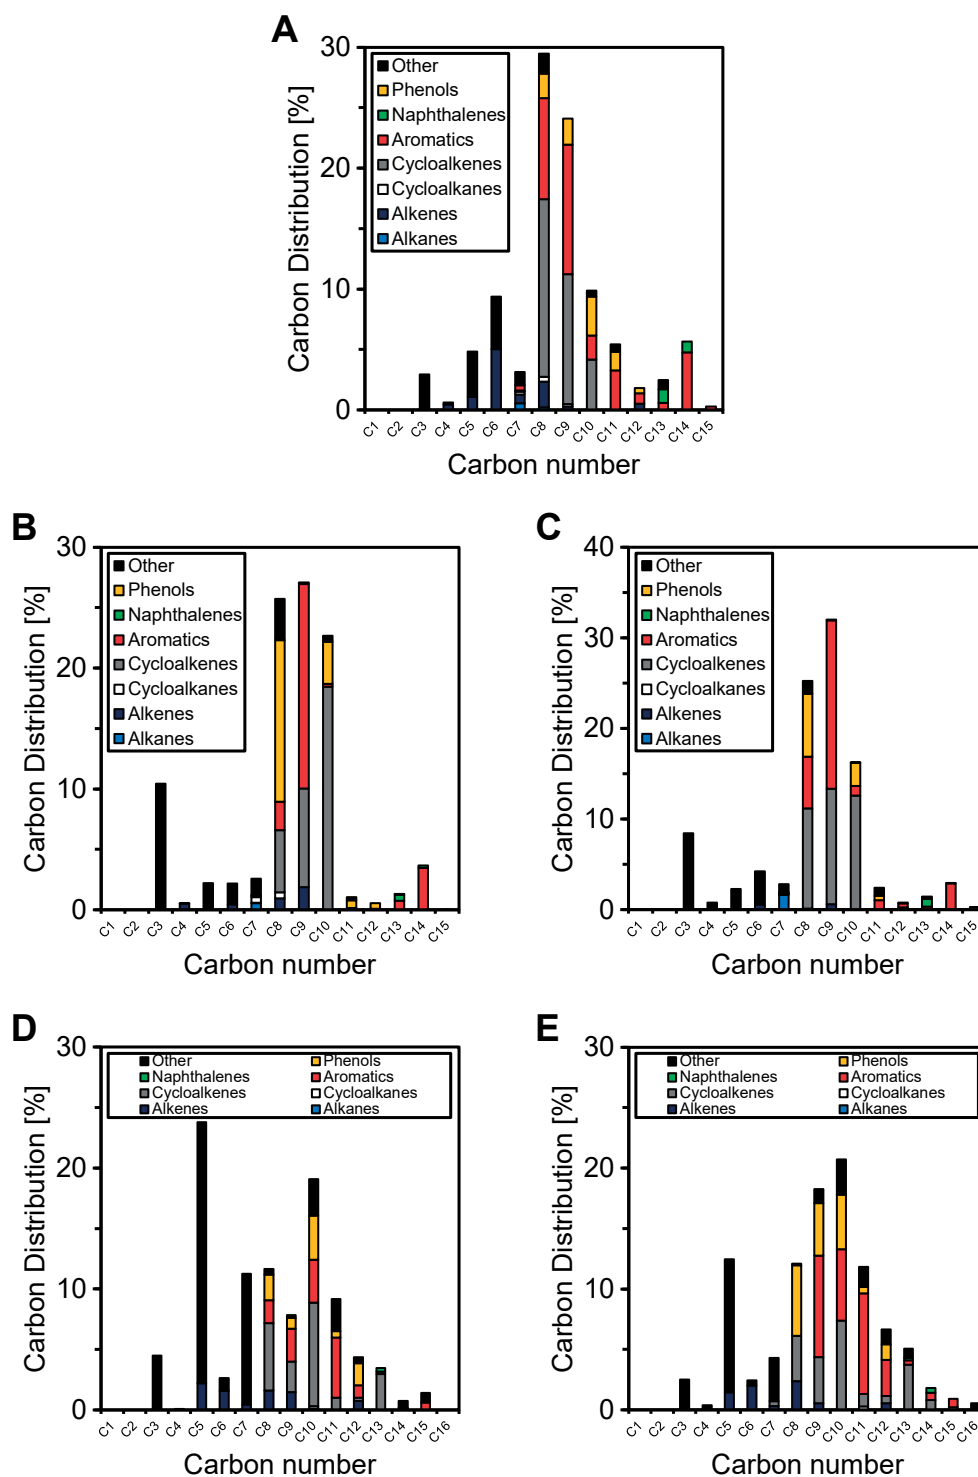 A
30
20
10
0
Carbon Distribution [%]
Other
Phenols
Naphthalenes
Aromatics
Cycloalkenes
Cycloalkanes
Alkenes
Alkanes
C1 C2 C3 C4 C5 C6 C7 C8 C9 C10 C11 C12 C13 C14 C15
Carbon number
B
30
20
10
0
Carbon Distribution [%]
Other
Phenols
Naphthalenes
Aromatics
Cycloalkenes
Cycloalkanes
Alkenes
Alkanes
C1 C2 C3 C4 C5 C6 C7 C8 C9 C10 C11 C12 C13 C14 C15
Carbon number
C
40
30
20
10
0
Carbon Distribution [%]
Other
Phenols
Naphthalenes
Aromatics
Cycloalkenes
Cycloalkanes
Alkenes
Alkanes
C1 C2 C3 C4 C5 C6 C7 C8 C9 C10 C11 C12 C13 C14 C15
Carbon number
D
30
20
10
0
Carbon Distribution [%]
Other Phenols
Naphthalenes Aromatics
Cycloalkenes Cycloalkanes
Alkenes Alkanes
C1 C2 C3 C4 C5 C6 C7 C8 C9 C10 C11 C12 C13 C14 C15 C16
Carbon number
E
30
20
10
0
Carbon Distribution [%]
Other Phenols
Naphthalenes Aromatics
Cycloalkenes Cycloalkanes
Alkenes Alkanes
C1 C2 C3 C4 C5 C6 C7 C8 C9 C10 C11 C12 C13 C14 C15 C16
Carbon number